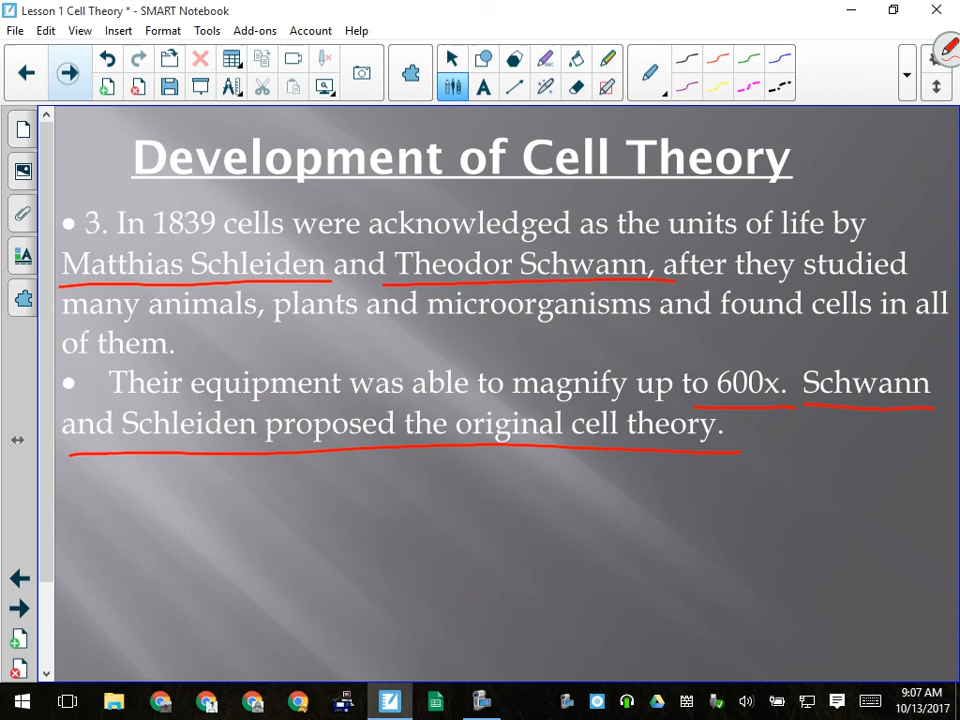 Lesson 1 Cell Theory * - SMART Notebook
File Edit View Insert Format Tools Add-ons Account Help
Development of Cell Theory
• 3. In 1839 cells were acknowledged as the units of life by
Matthias Schleiden and Theodor Schwann, after they studied
many animals, plants and microorganisms and found cells in all
of them.
• Their equipment was able to magnify up to 600x. Schwann
and Schleiden proposed the original cell theory.
9:07 AM
10/13/2017